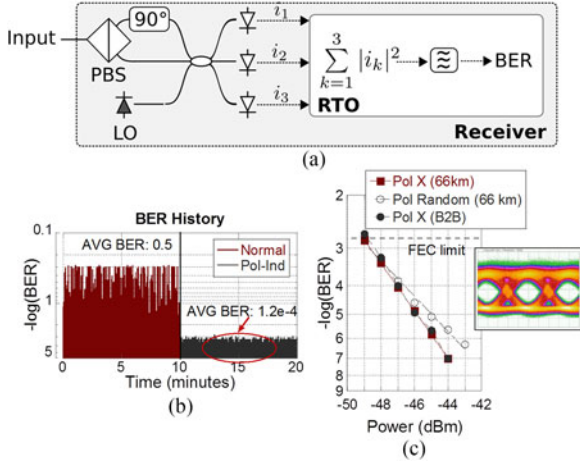 Input
90°
PBS
LO
i1
i2
i3
3
∑ |ik|²
k=1
RTO
BER
Receiver
(a)
BER History
AVG BER: 0.5
Normal
Pol-Ind
AVG BER: 1.2e-4
-log(BER)
0.1
1
5
0 5 10 15 20
Time (minutes)
(b)
Pol X (66km)
Pol Random (66 km)
Pol X (B2B)
FEC limit
-log(BER)
2
3
4
5
6
7
9
-50 -48 -46 -44 -42
Power (dBm)
(c)